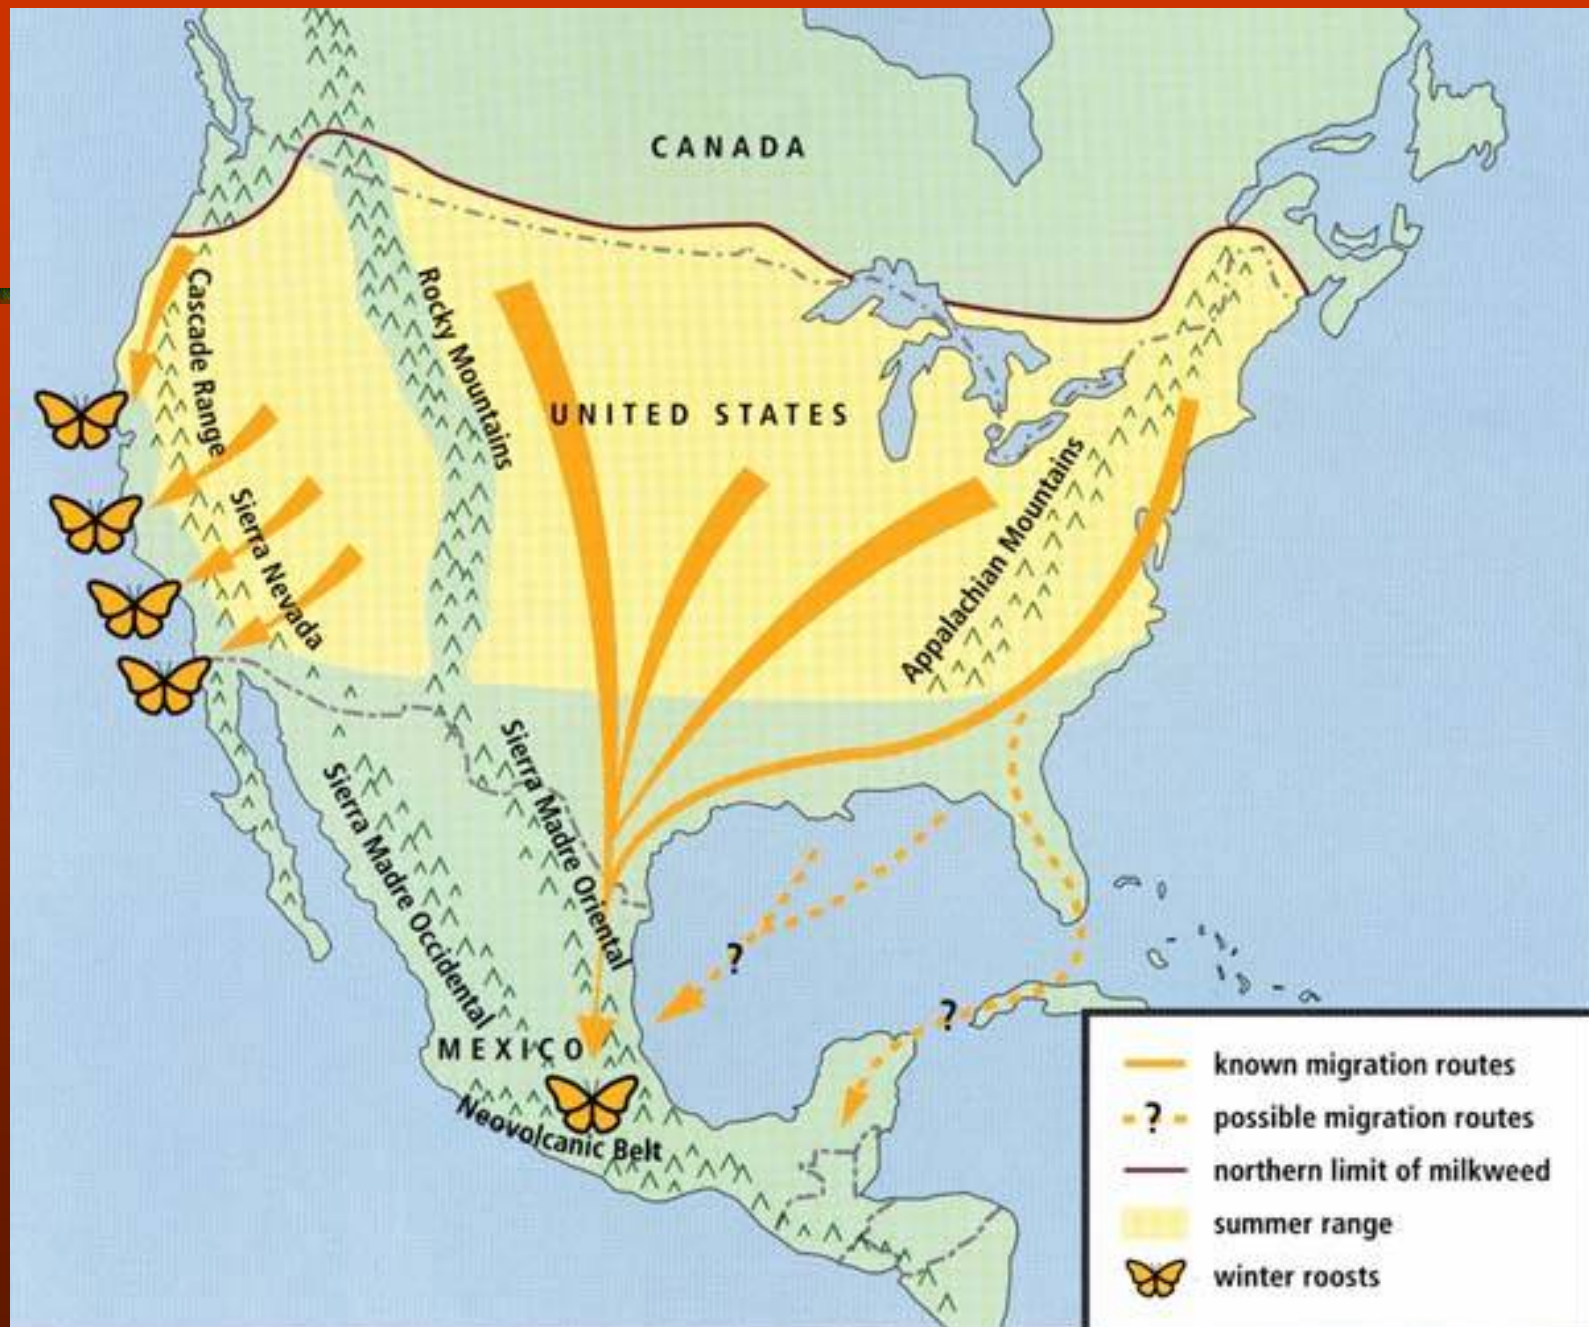 CANADA
Cascade Range
Rocky Mountains
UNITED STATES
Sierra Nevada
Appalachian Mountains
Sierra Madre Occidental
Sierra Madre Oriental
?
?
MEXICO
Neovolcanic Belt
known migration routes
? possible migration routes
northern limit of milkweed
summer range
winter roosts